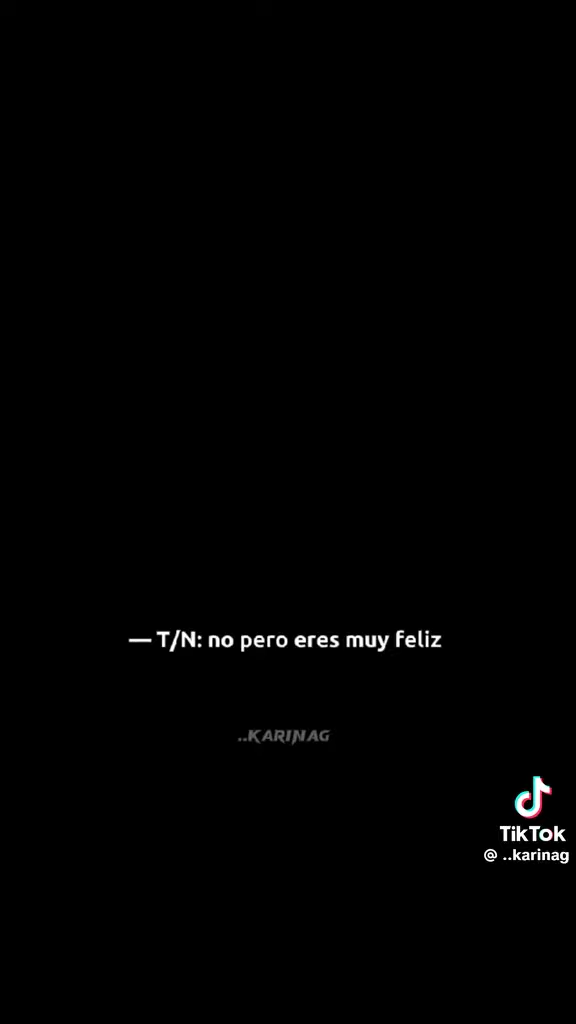 — T/N: no pero eres muy feliz
..KARINAG
TikTok
@ ..karinag